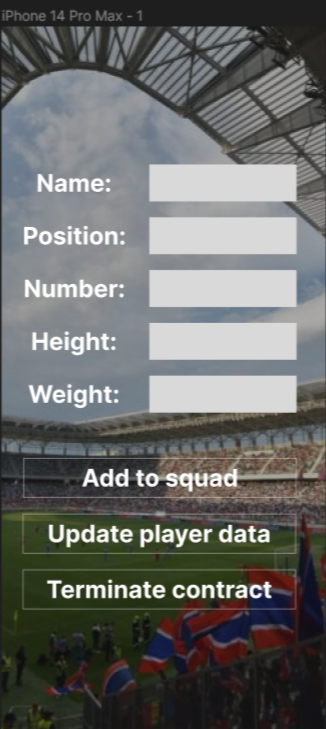 iPhone 14 Pro Max - 1
Name:
Position:
Number:
Height:
Weight:
Add to squad
Update player data
Terminate contract